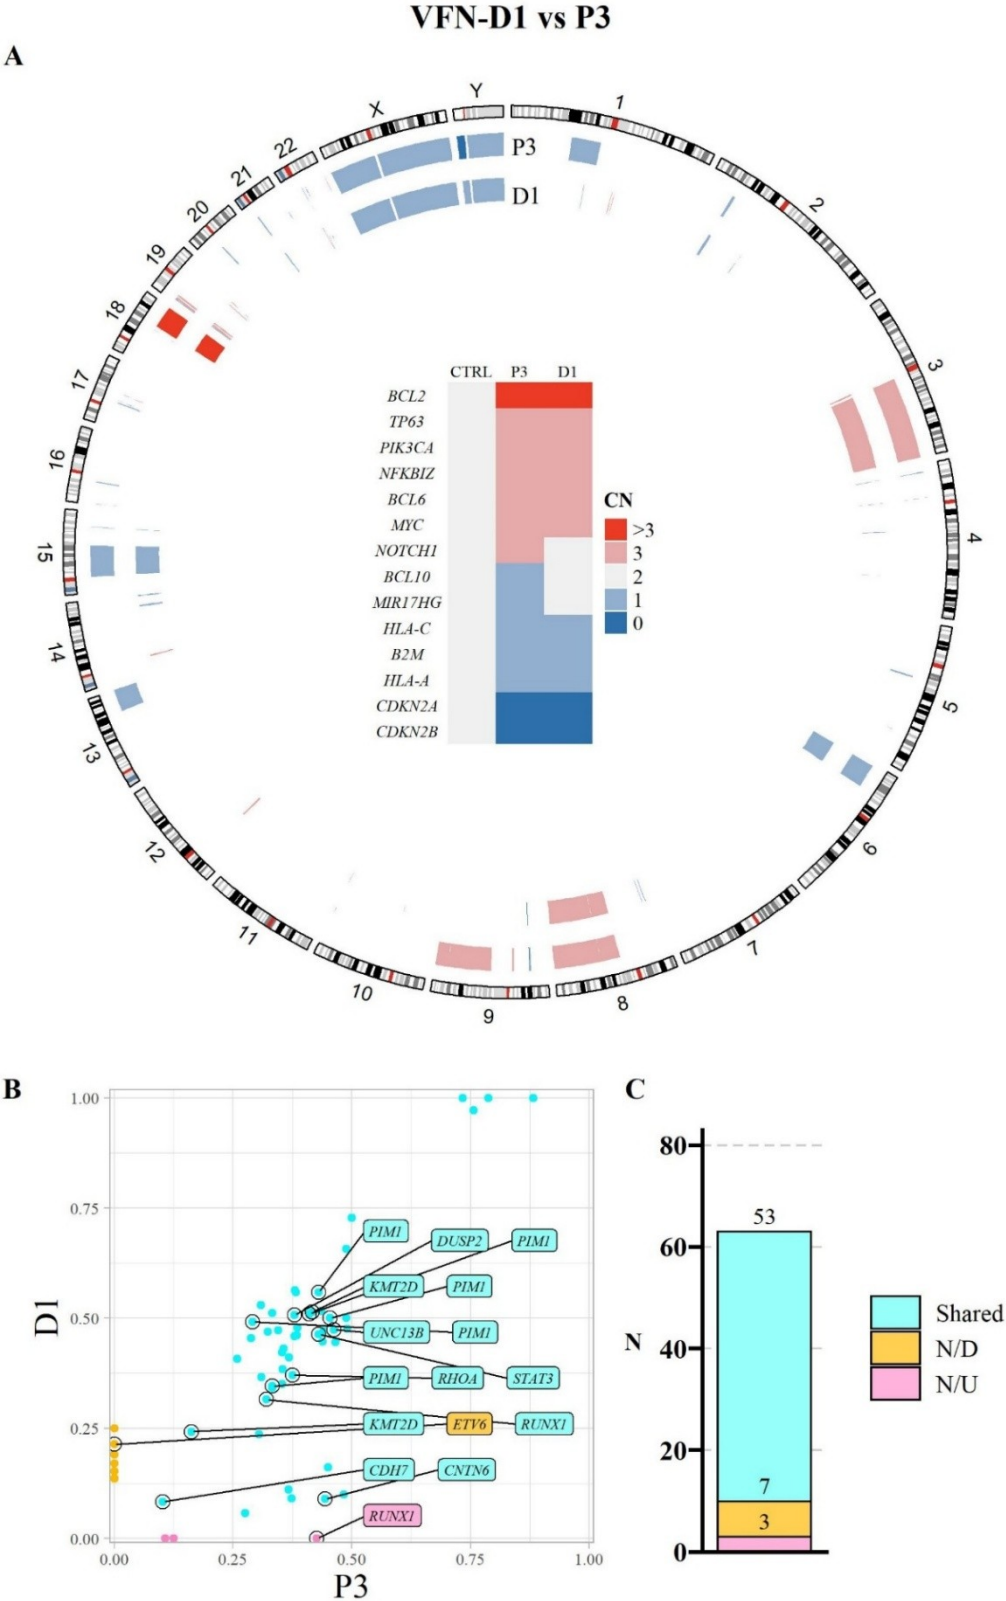 VFN-D1 vs P3
A
Y
1
X
22
21
20
19
18
17
16
15
14
13
12
11
10
9
8
7
6
5
4
3
2
P3
D1
CTRL P3 D1
BCL2
TP63
PIK3CA
NFKBIZ
BCL6
MYC
NOTCH1
BCL10
MIR17HG
HLA-C
B2M
HLA-A
CDKN2A
CDKN2B
CN
>3
3
2
1
0
B
D1
1.00
0.75
0.50
0.25
0.00
0.00 0.25 0.50 0.75 1.00
P3
PIM1
DUSP2 PIM1
KMT2D PIM1
UNC13B PIM1
PIM1 RHOA STAT3
KMT2D ETV6 RUNX1
CDH7 CNTN6
RUNX1
C
N
80
60
40
20
0
53
7
3
Shared
N/D
N/U